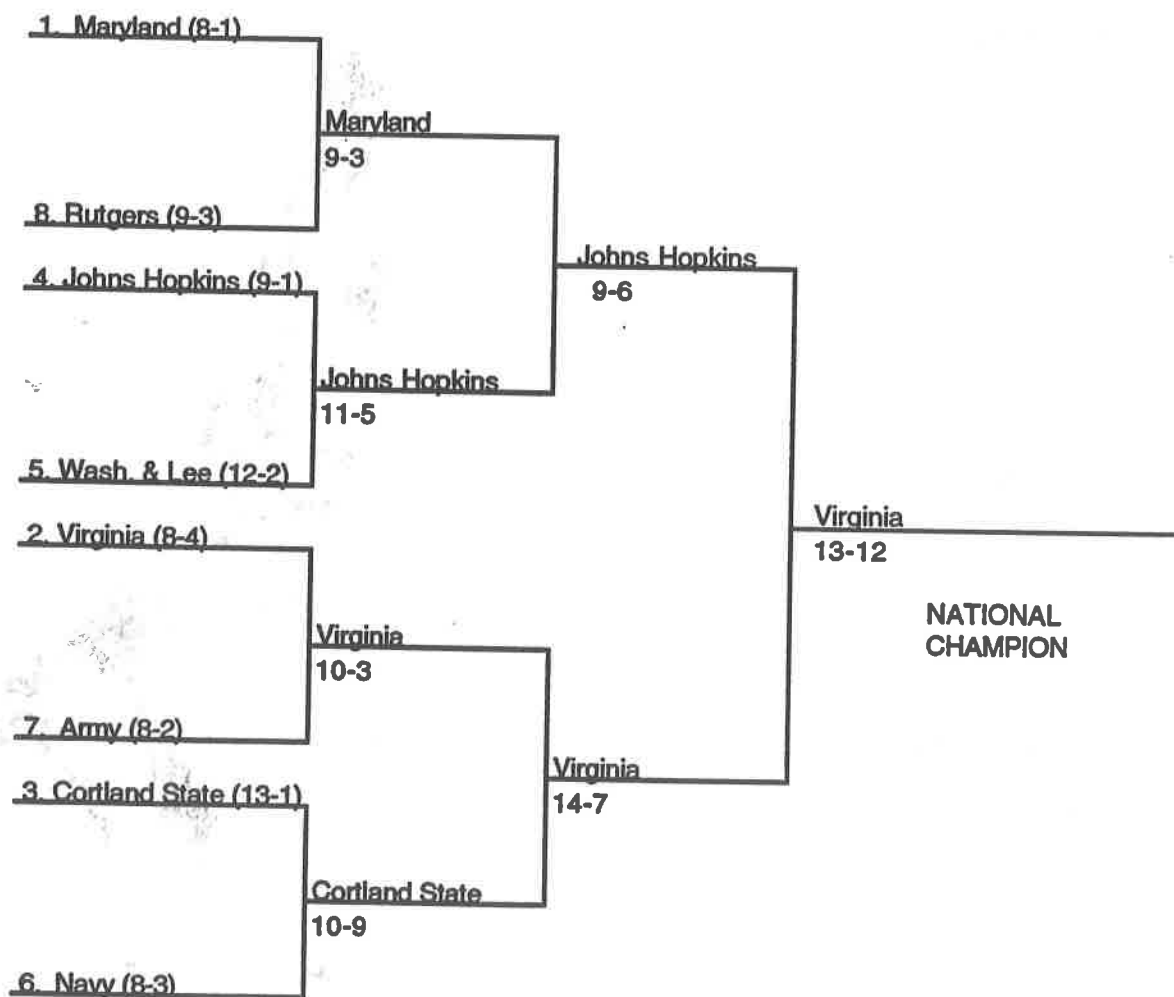 1. Maryland (8-1)
Maryland
9-3
8. Rutgers (9-3)
Johns Hopkins
9-6
4. Johns Hopkins (9-1)
Johns Hopkins
11-5
5. Wash. & Lee (12-2)
Virginia
13-12
NATIONAL
CHAMPION
2. Virginia (8-4)
Virginia
10-3
7. Army (8-2)
Virginia
14-7
3. Cortland State (13-1)
Cortland State
10-9
6. Navy (8-3)